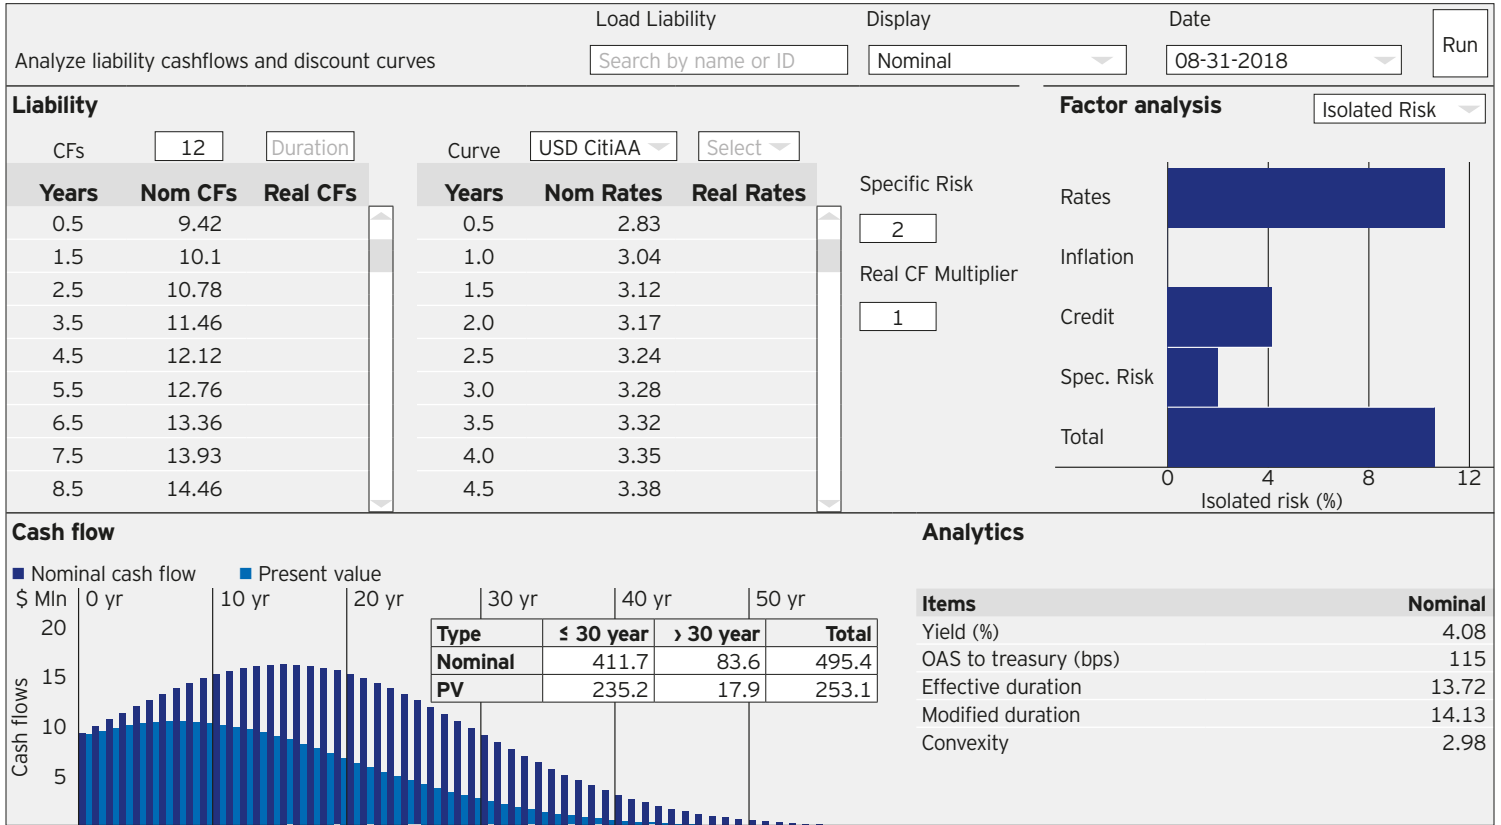 Load Liability Display Date
Analyze liability cashflows and discount curves Search by name or ID Nominal 08-31-2018 Run
Liability
CFs 12 Duration Curve USD CitiAA Select
Years Nom CFs Real CFs Years Nom Rates Real Rates
0.5 9.42 0.5 2.83
1.5 10.1 1.0 3.04
2.5 10.78 1.5 3.12
3.5 11.46 2.0 3.17
4.5 12.12 2.5 3.24
5.5 12.76 3.0 3.28
6.5 13.36 3.5 3.32
7.5 13.93 4.0 3.35
8.5 14.46 4.5 3.38
Specific Risk
2
Real CF Multiplier
1
Factor analysis Isolated Risk
Rates
Inflation
Credit
Spec. Risk
Total
0 4 8 12
Isolated risk (%)
Cash flow
Nominal cash flow Present value
$ Mln 0 yr 10 yr 20 yr 30 yr 40 yr 50 yr
20
15
10
5
Cash flows
Type ≤ 30 year › 30 year Total
Nominal 411.7 83.6 495.4
PV 235.2 17.9 253.1
Analytics
Items Nominal
Yield (%) 4.08
OAS to treasury (bps) 115
Effective duration 13.72
Modified duration 14.13
Convexity 2.98